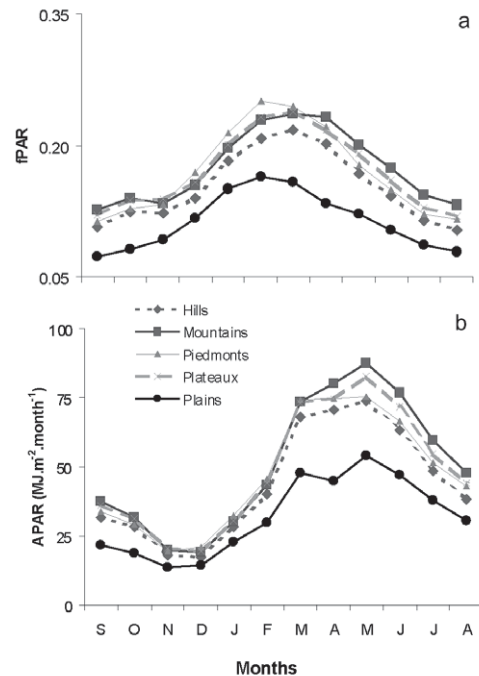 a
0.35
0.20
0.05
fPAR
Hills
Mountains
Piedmonts
Plateaux
Plains
b
100
75
50
25
0
APAR (MJ.m⁻².month⁻¹)
S O N D J F M A M J J A
Months